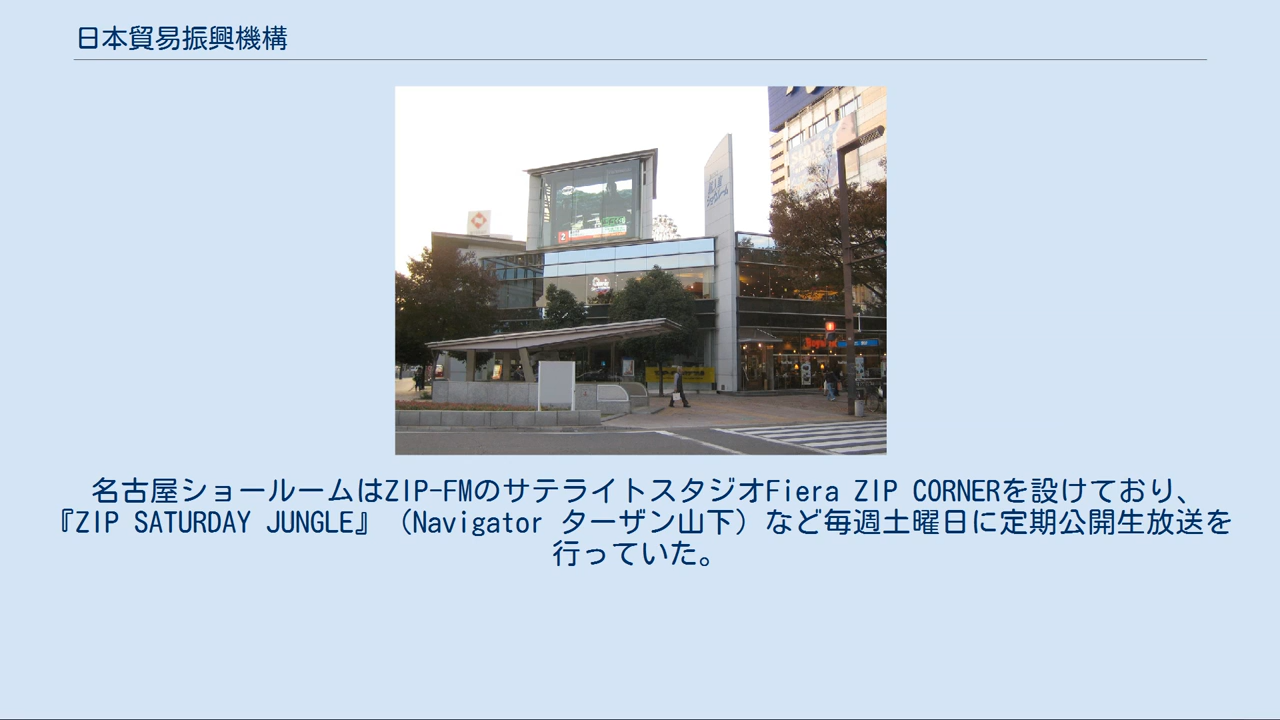 日本貿易振興機構
名古屋ショールームはZIP-FMのサテライトスタジオFiera ZIP CORNERを設けており、
『ZIP SATURDAY JUNGLE』（Navigator ターザン山下）など毎週土曜日に定期公開生放送を
行っていた。